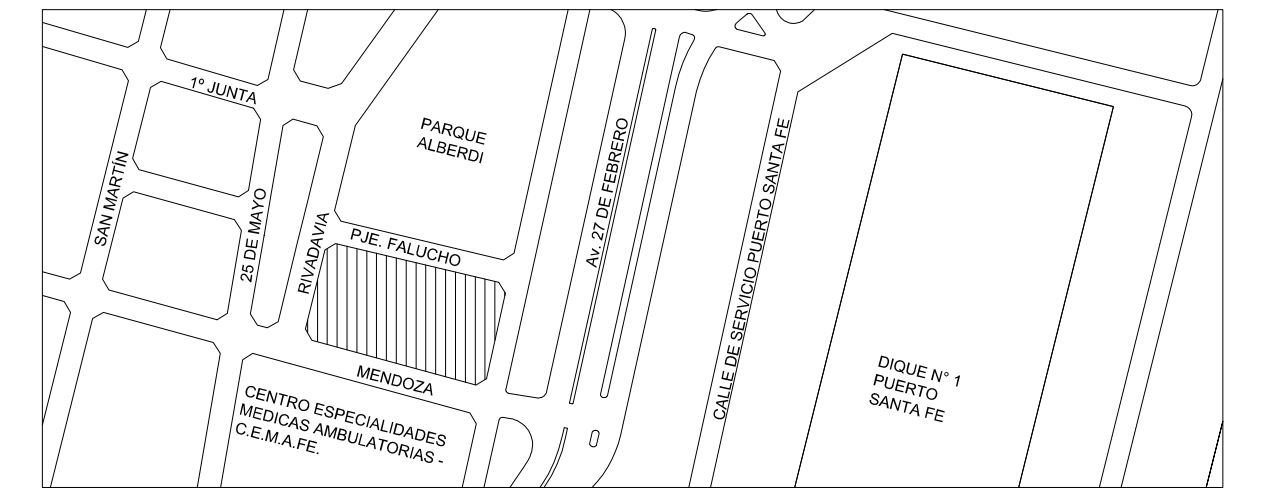 1º JUNTA
PARQUE
ALBERDI
SAN MARTÍN
25 DE MAYO
RIVADAVIA
PJE. FALUCHO
Av. 27 DE FEBRERO
CALLE DE SERVICIO PUERTO SANTA FE
MENDOZA
CENTRO ESPECIALIDADES
MEDICAS AMBULATORIAS -
C.E.M.A.FE.
DIQUE N° 1
PUERTO
SANTA FE